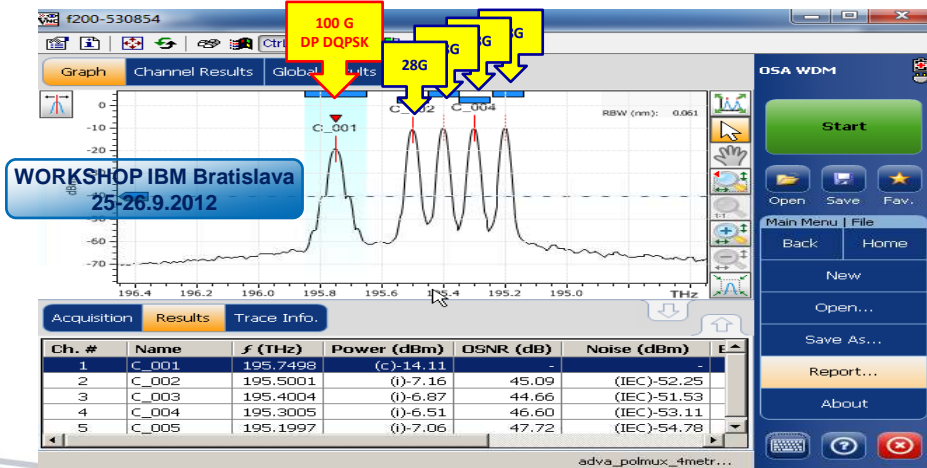 f200-530854
Ctrl
100 G
DP DQPSK
28G
G
G
G
Graph Channel Results Global
C_002 C_004
RBW (nm): 0.061
C_001
0
-10
-20
WORKSHOP IBM Bratislava
25-26.9.2012
-60
-70
196.4 196.2 196.0 195.8 195.6 195.4 195.2 195.0 THz
1:1
Acquisition Results Trace Info.
Ch. # Name f (THz) Power (dBm) OSNR (dB) Noise (dBm)
1 C_001 195.7498 (c)-14.11 - -
2 C_002 195.5001 (i)-7.16 45.09 (IEC)-52.25
3 C_003 195.4004 (i)-6.87 44.66 (IEC)-51.53
4 C_004 195.3005 (i)-6.51 46.60 (IEC)-53.11
5 C_005 195.1997 (i)-7.06 47.72 (IEC)-54.78
adva_polmux_4metr...
OSA WDM
Start
Open Save Fav.
Main Menu | File
Back Home
New
Open...
Save As...
Report...
About